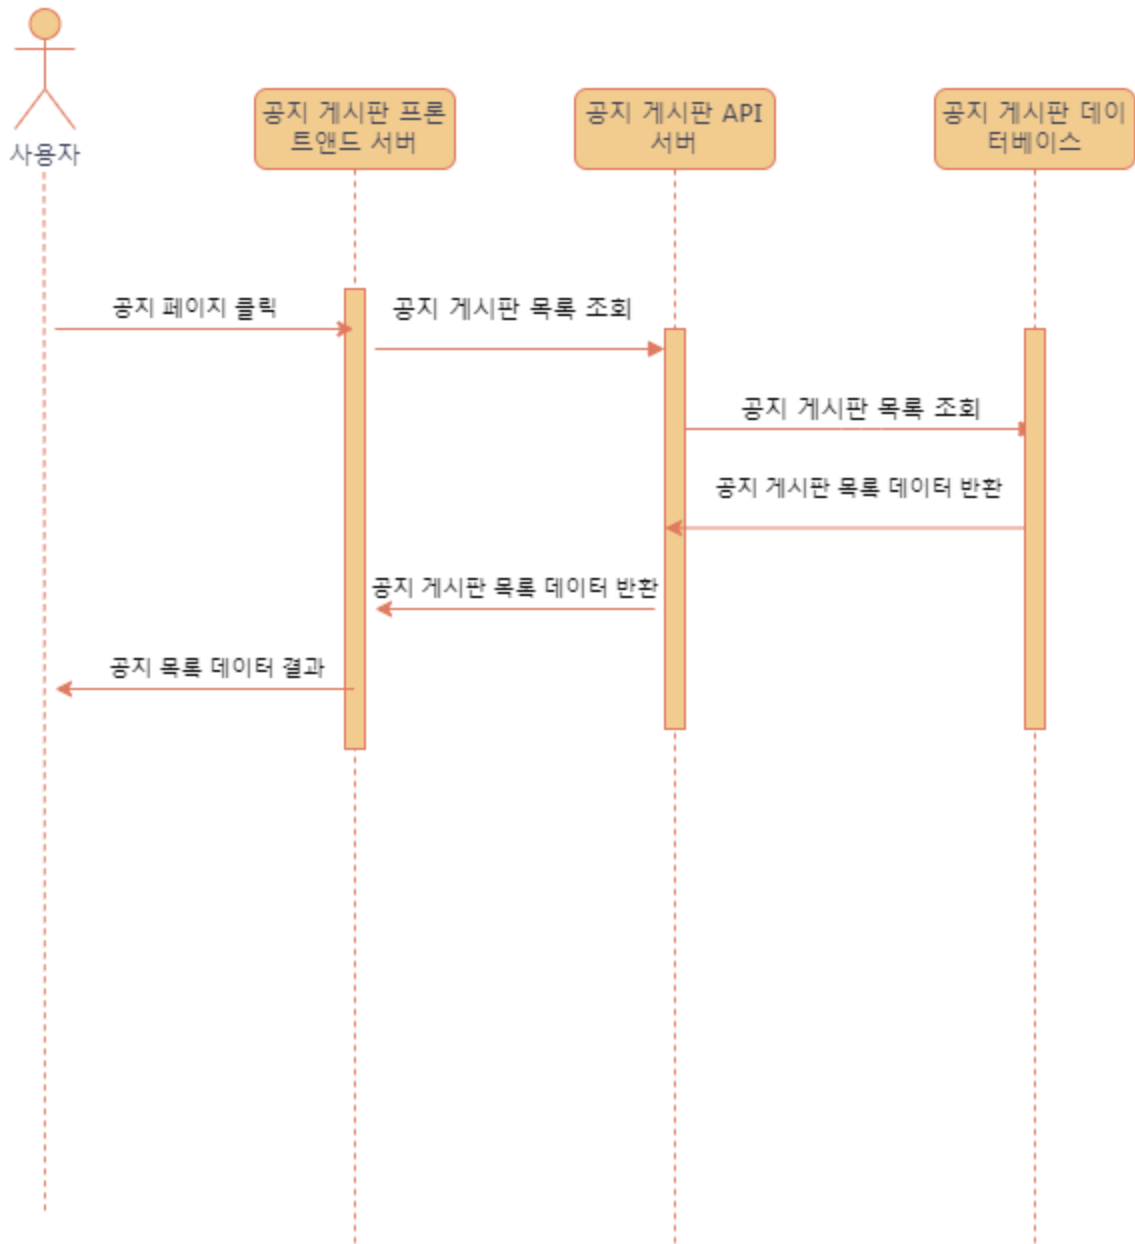 사용자
공지 게시판 프론
트앤드 서버
공지 게시판 API
서버
공지 게시판 데이
터베이스
공지 페이지 클릭
공지 게시판 목록 조회
공지 게시판 목록 조회
공지 게시판 목록 데이터 반환
공지 게시판 목록 데이터 반환
공지 목록 데이터 결과